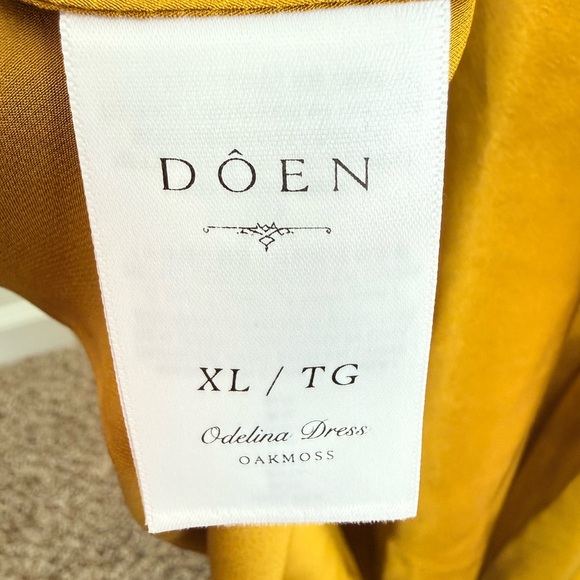 DÔEN
XL / TG
Odelina Dress
OAKMOSS